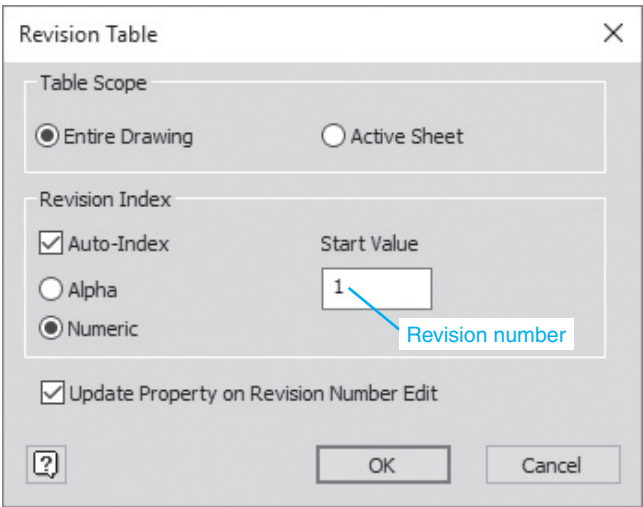 Revision Table
Table Scope
Entire Drawing
Active Sheet
Revision Index
Auto-Index
Start Value
Alpha
1
Numeric
Revision number
Update Property on Revision Number Edit
?
OK
Cancel